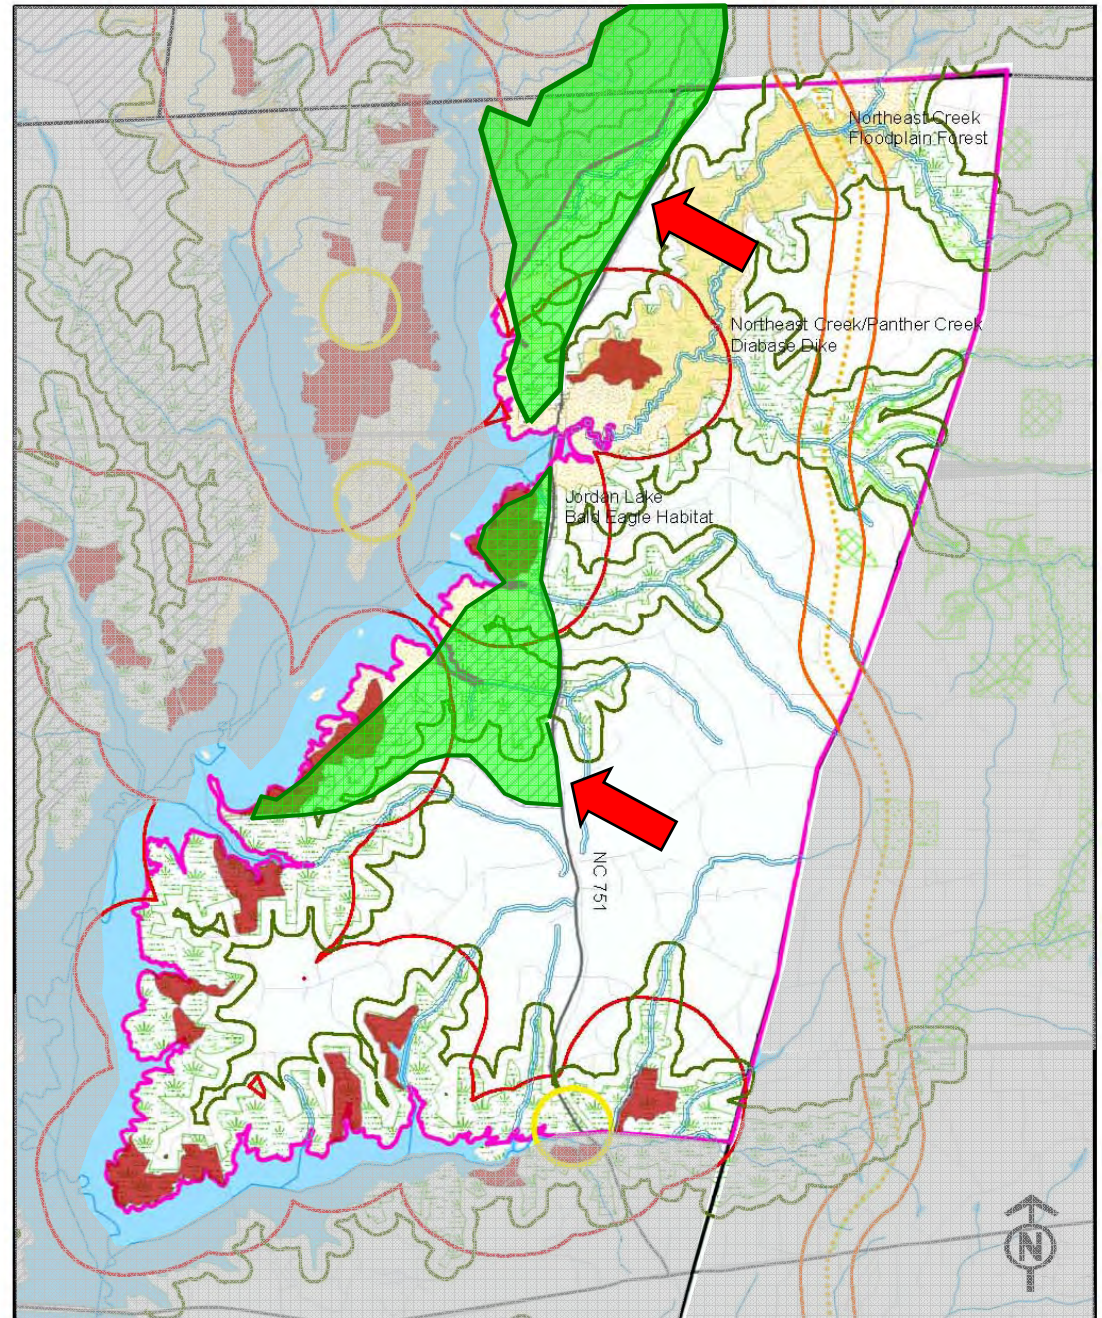 Northeast Creek
Floodplain Forest
Northeast Creek/Panther Creek
Diabase Dike
Jordan Lake
Bald Eagle Habitat
NC 751
N